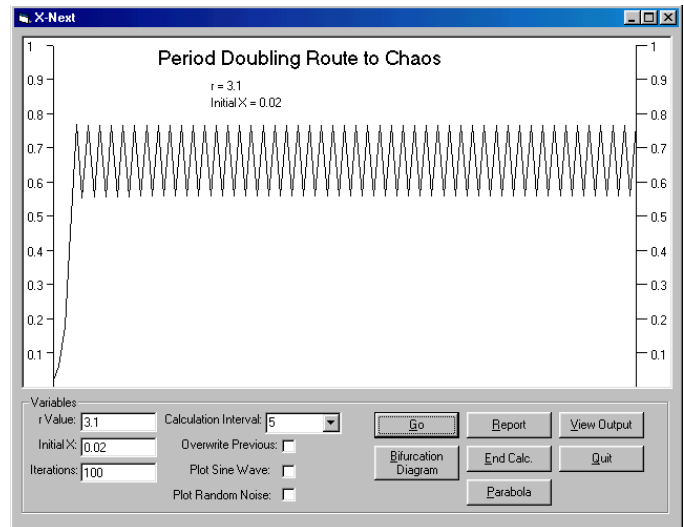 X-Next
Period Doubling Route to Chaos
r = 3.1
Initial X = 0.02
1
0.9
0.8
0.7
0.6
0.5
0.4
0.3
0.2
0.1
1
0.9
0.8
0.7
0.6
0.5
0.4
0.3
0.2
0.1
Variables
r Value: 3.1
Initial X: 0.02
Iterations: 100
Calculation Interval: 5
Overwrite Previous:
Plot Sine Wave:
Plot Random Noise:
Go
Report
View Output
Bifurcation
Diagram
End Calc.
Quit
Parabola